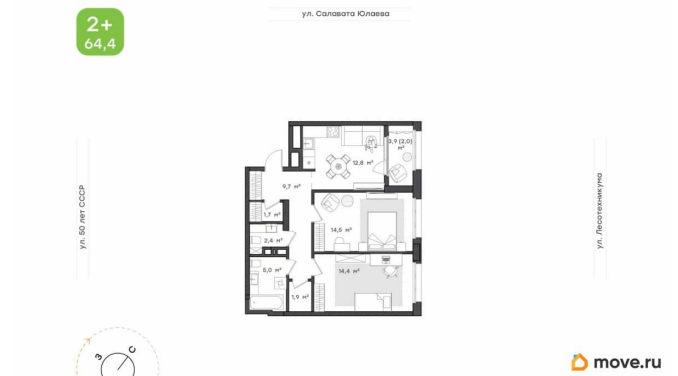 2+
64,4
ул. Салавата Юлаева
3,9 (2,0)
м²
12,8 м²
9,7 м²
1,7 м²
14,5 м²
2,4 м²
5,0 м²
14,4 м²
1,9 м²
ул. 50 лет СССР
ул. Лесотехникума
З
С
move.ru